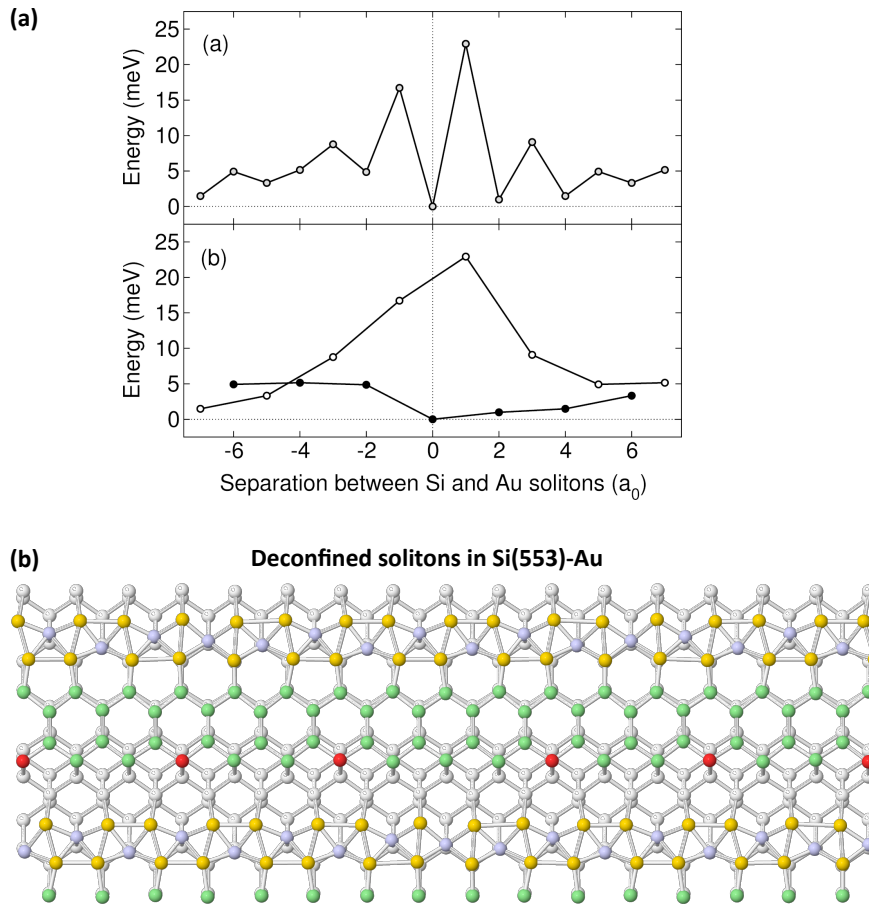 (a)
(a)
Energy (meV)
25
20
15
10
5
0
(b)
Energy (meV)
25
20
15
10
5
0
-6 -4 -2 0 2 4 6
Separation between Si and Au solitons (a₀)
(b) Deconfined solitons in Si(553)-Au